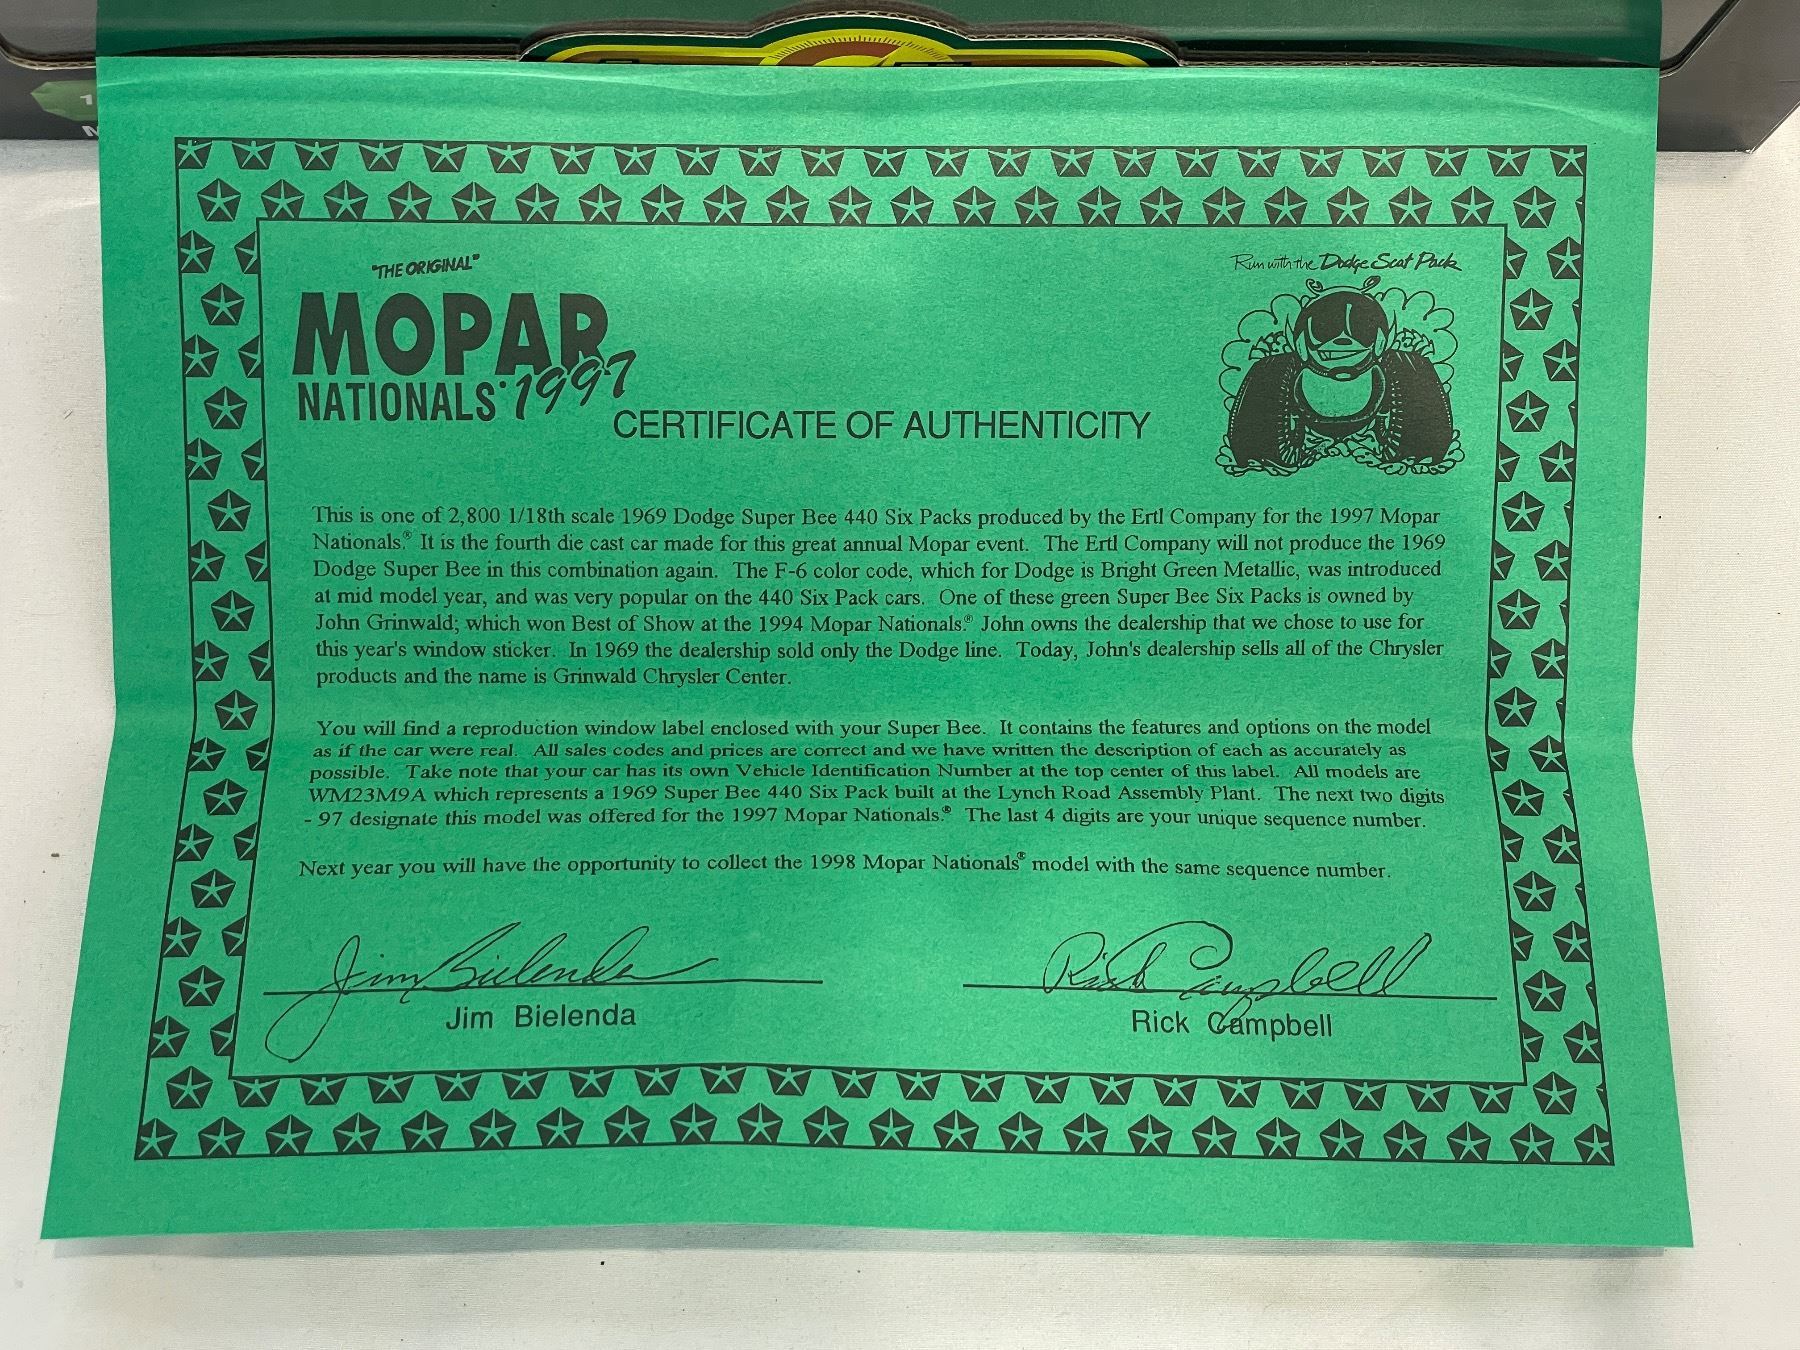 "THE ORIGINAL"
MOPAR
NATIONALS® 1997
Run with the Dodge Scat Pack
CERTIFICATE OF AUTHENTICITY
This is one of 2,800 1/18th scale 1969 Dodge Super Bee 440 Six Packs produced by the Ertl Company for the 1997 Mopar
Nationals.® It is the fourth die cast car made for this great annual Mopar event. The Ertl Company will not produce the 1969
Dodge Super Bee in this combination again. The F-6 color code, which for Dodge is Bright Green Metallic, was introduced
at mid model year, and was very popular on the 440 Six Pack cars. One of these green Super Bee Six Packs is owned by
John Grinwald; which won Best of Show at the 1994 Mopar Nationals.® John owns the dealership that we chose to use for
this year's window sticker. In 1969 the dealership sold only the Dodge line. Today, John's dealership sells all of the Chrysler
products and the name is Grinwald Chrysler Center.
You will find a reproduction window label enclosed with your Super Bee. It contains the features and options on the model
as if the car were real. All sales codes and prices are correct and we have written the description of each as accurately as
possible. Take note that your car has its own Vehicle Identification Number at the top center of this label. All models are
WM23M9A which represents a 1969 Super Bee 440 Six Pack built at the Lynch Road Assembly Plant. The next two digits
- 97 designate this model was offered for the 1997 Mopar Nationals.® The last 4 digits are your unique sequence number.
Next year you will have the opportunity to collect the 1998 Mopar Nationals® model with the same sequence number.
Jim Bielenda
Rick Campbell
Jim Bielenda
Rick Campbell